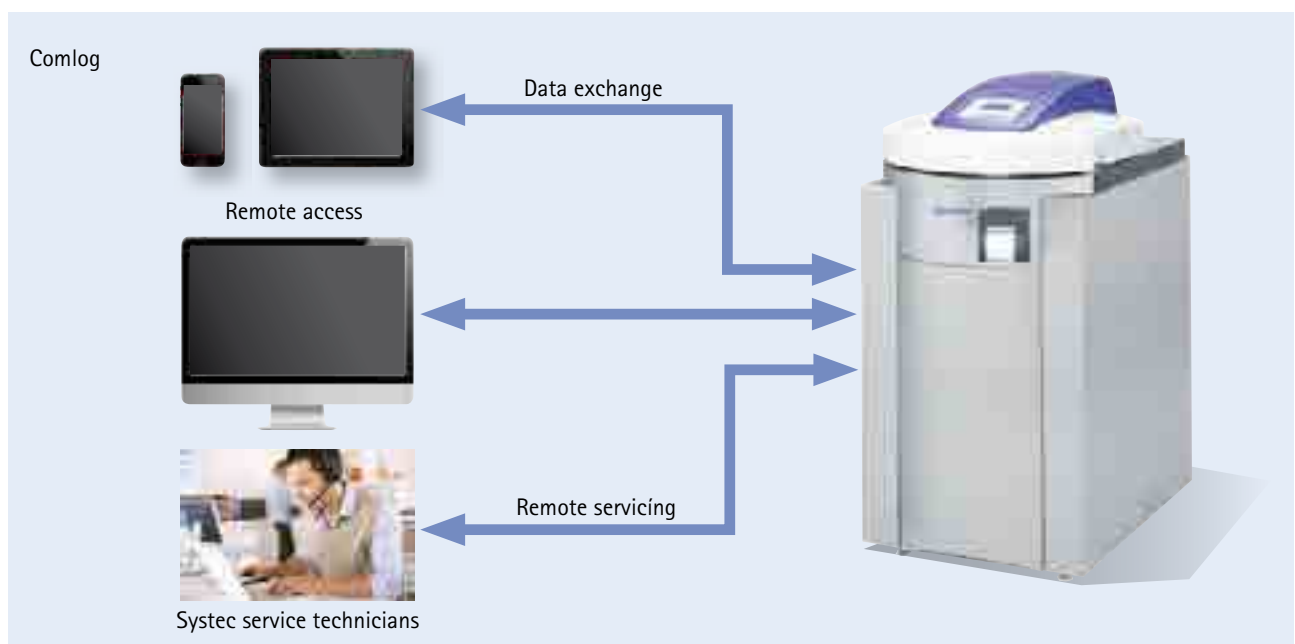 Comlog
Data exchange
Remote access
Remote servicing
Systec service technicians